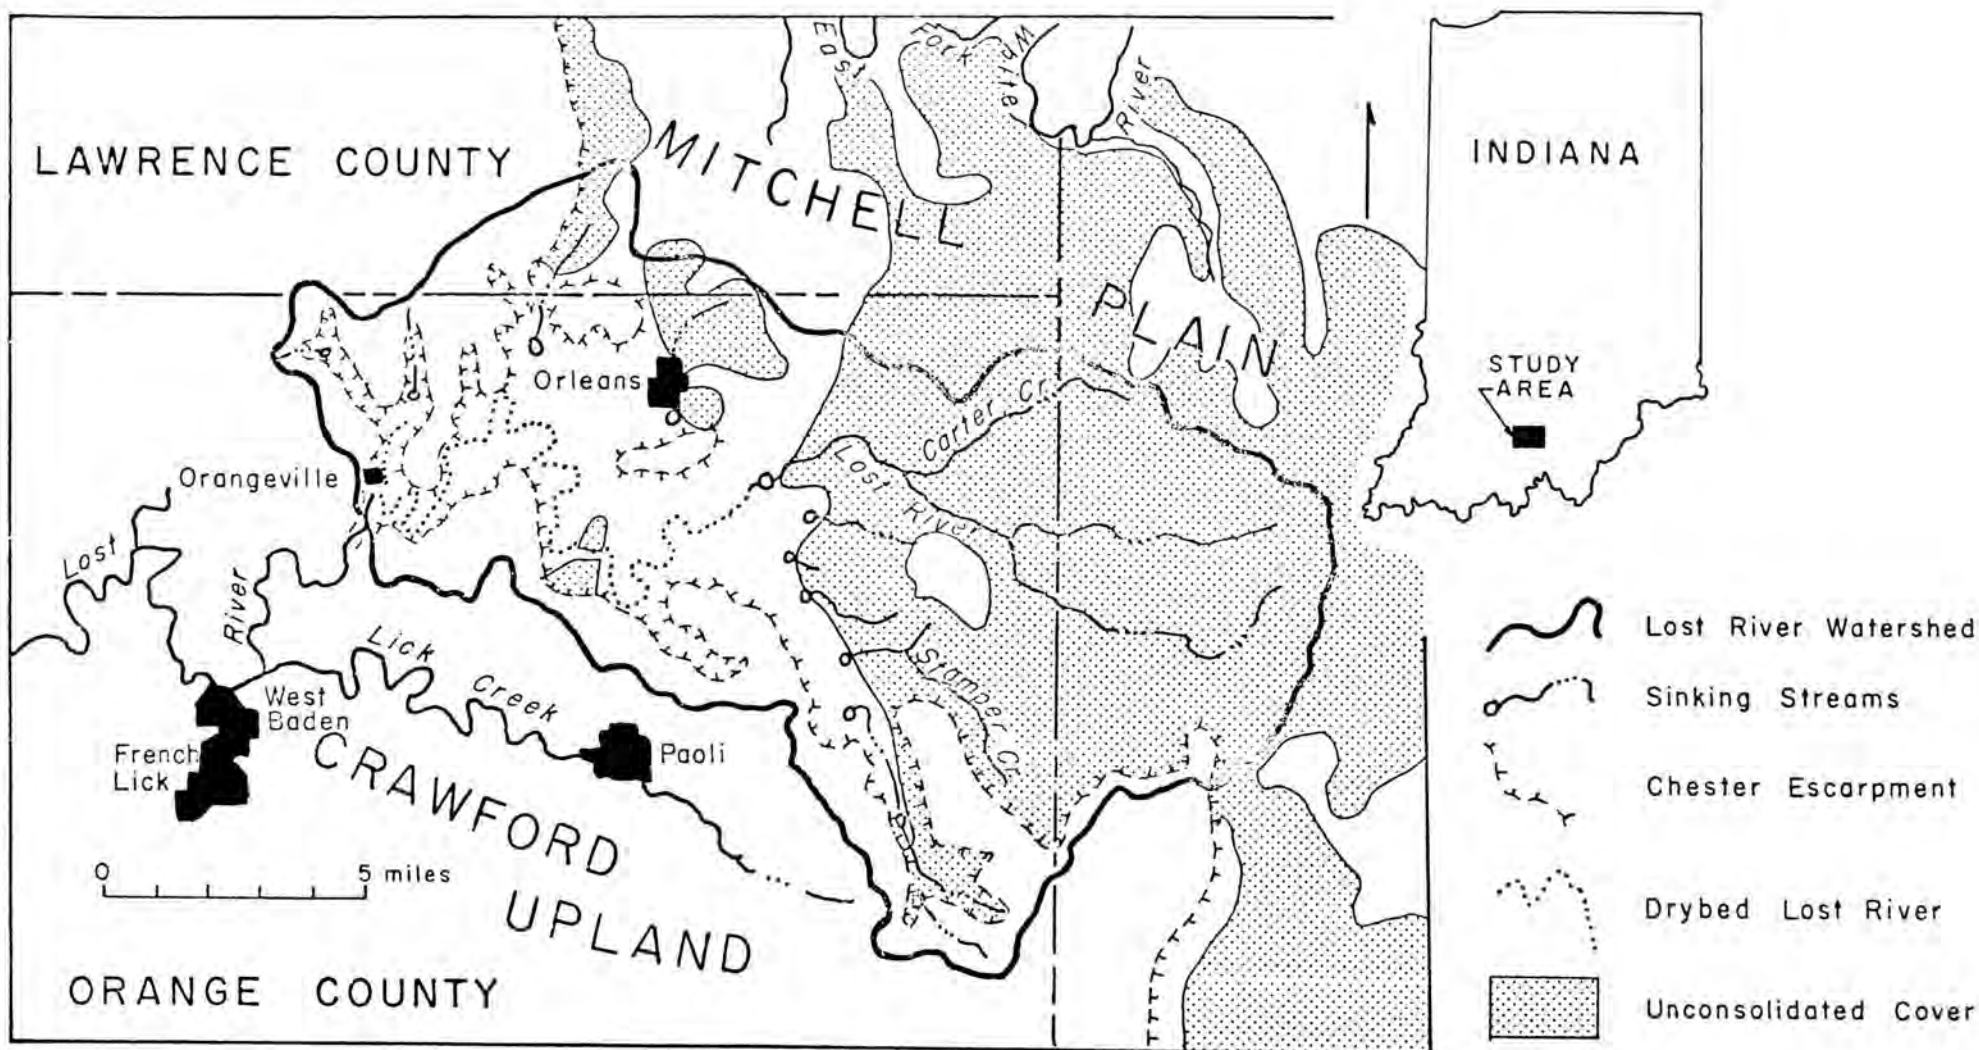 LAWRENCE COUNTY
MITCHELL
PLAIN
East
Fork
White
River
INDIANA
STUDY
AREA
Orleans
Carter Cr.
Orangeville
Lost
River
Lost
River
Lick
Creek
Stamper Cr.
West
Baden
French
Lick
Paoli
CRAWFORD
UPLAND
0 5 miles
ORANGE COUNTY
Lost River Watershed
Sinking Streams
Chester Escarpment
Drybed Lost River
Unconsolidated Cover